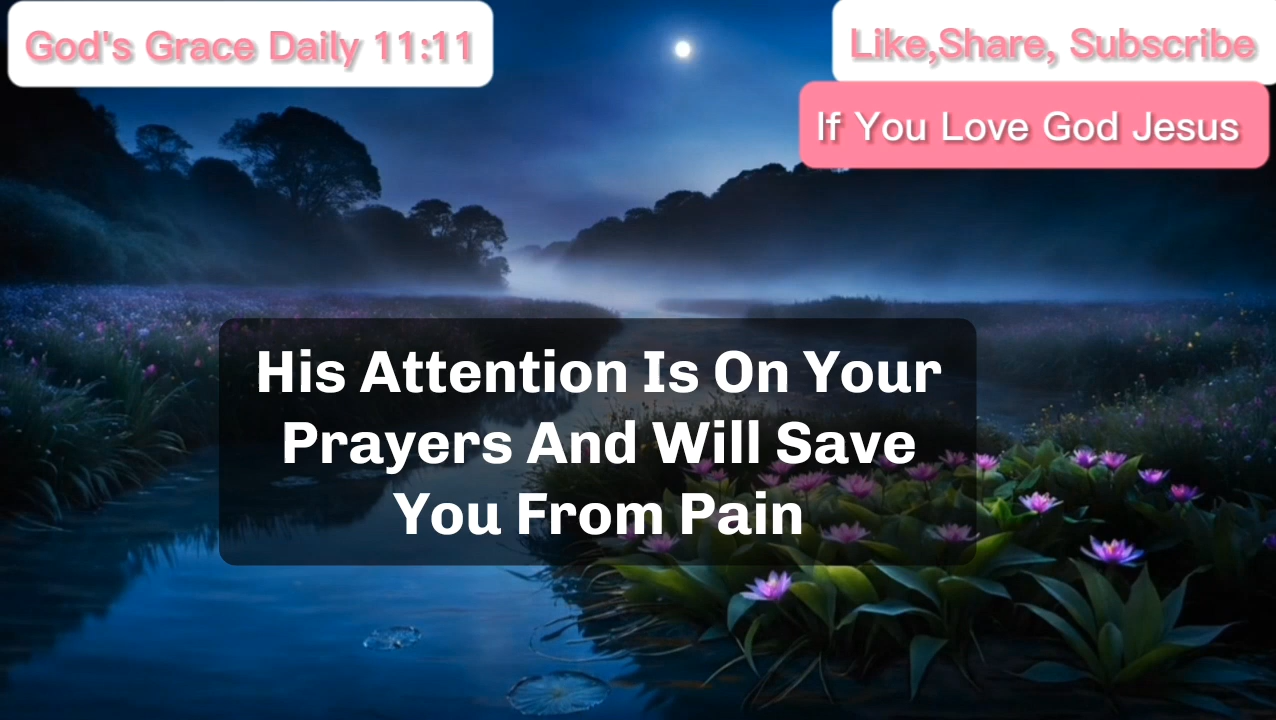 God's Grace Daily 11:11
Like,Share, Subscribe
If You Love God Jesus
His Attention Is On Your
Prayers And Will Save
You From Pain